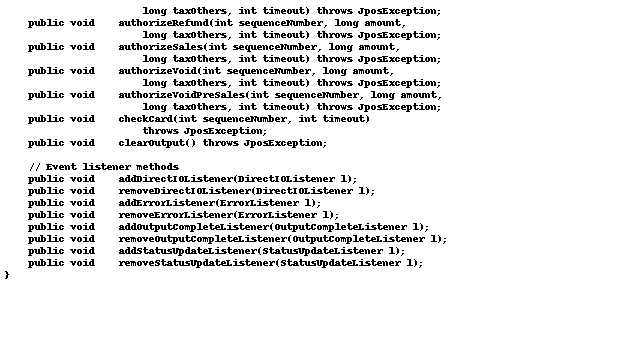 long taxOthers, int timeout) throws JposException;
public void authorizeRefund(int sequenceNumber, long amount,
long taxOthers, int timeout) throws JposException;
public void authorizeSales(int sequenceNumber, long amount,
long taxOthers, int timeout) throws JposException;
public void authorizeVoid(int sequenceNumber, long amount,
long taxOthers, int timeout) throws JposException;
public void authorizeVoidPreSales(int sequenceNumber, long amount,
long taxOthers, int timeout) throws JposException;
public void checkCard(int sequenceNumber, int timeout)
throws JposException;
public void clearOutput() throws JposException;
// Event listener methods
public void addDirectIOListener(DirectIOListener l);
public void removeDirectIOListener(DirectIOListener l);
public void addErrorListener(ErrorListener l);
public void removeErrorListener(ErrorListener l);
public void addOutputCompleteListener(OutputCompleteListener l);
public void removeOutputCompleteListener(OutputCompleteListener l);
public void addStatusUpdateListener(StatusUpdateListener l);
public void removeStatusUpdateListener(StatusUpdateListener l);
}